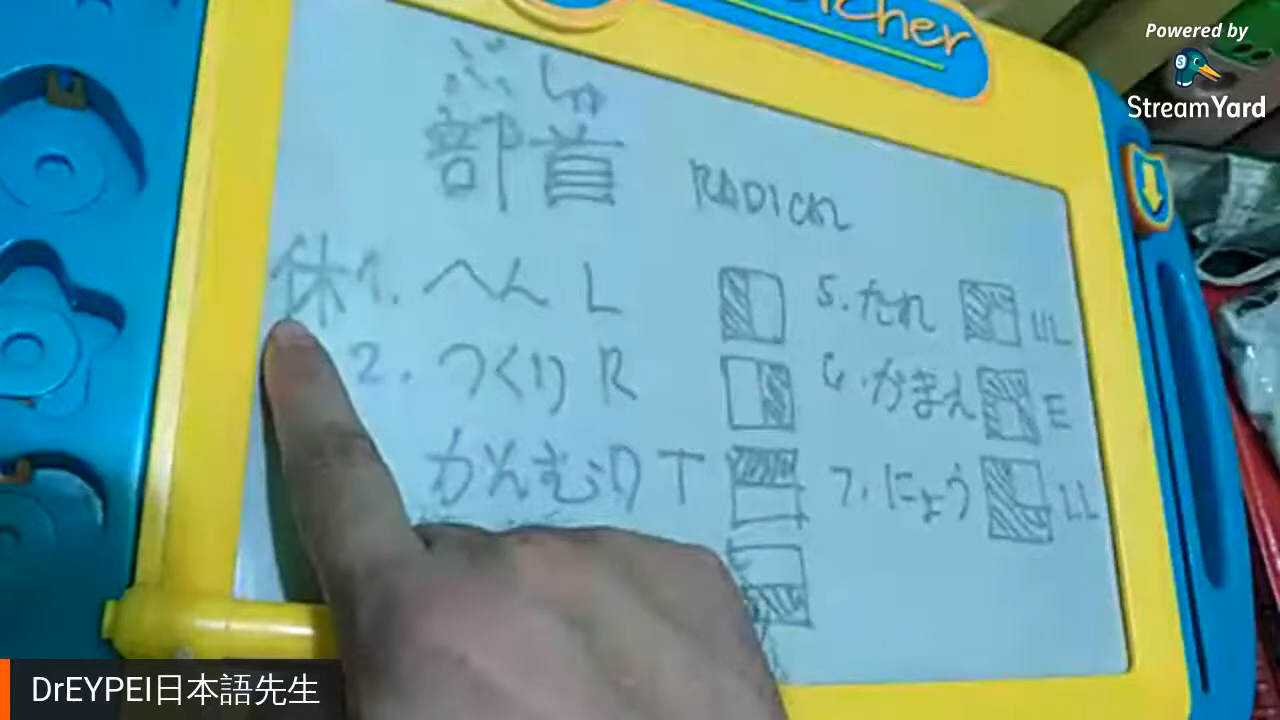 Powered by
StreamYard
cher
ぶしゅ
部首
RADICAL
休 1. へん L
2. つくり R
かんむり T
5. たれ UL
6. かまえ E
7. にょう LL
DrEYPEI日本語先生